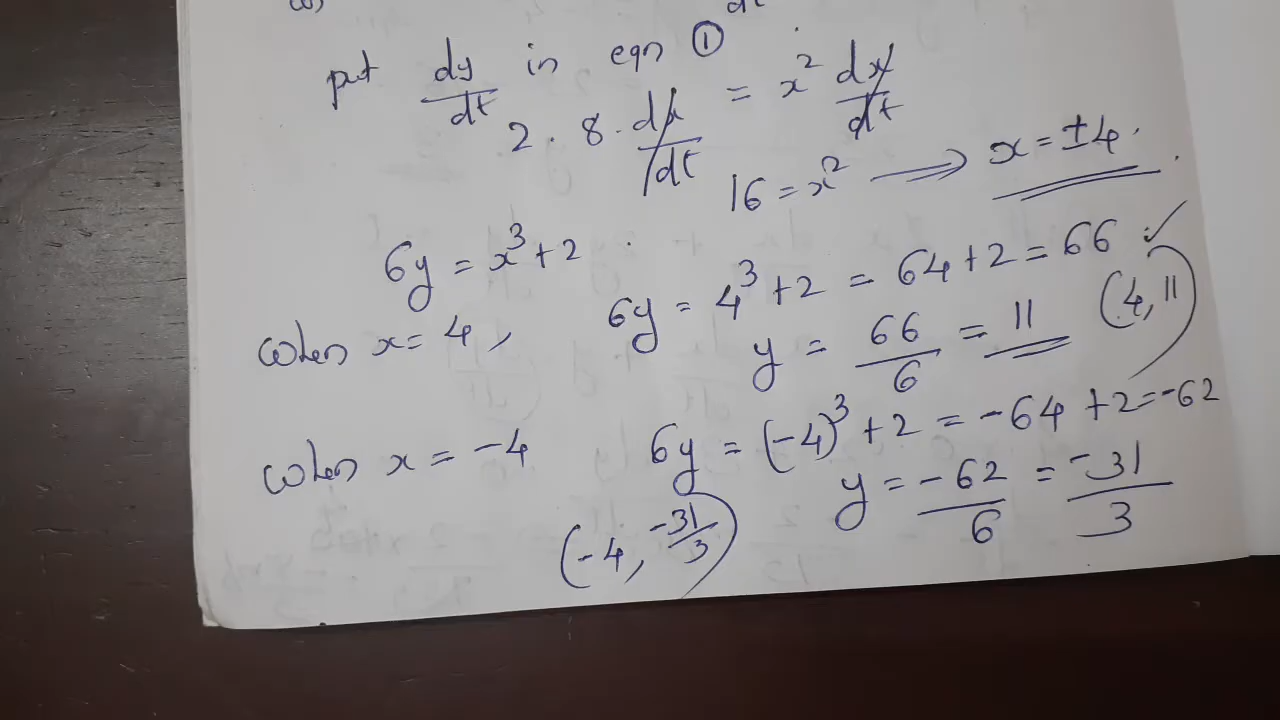 put dy/dt in eqn ①
2 · 8 · dx/dt = x² dx/dt
16 = x² ⟹ x = ±4.
6y = x³ + 2
when x = 4, 6y = 4³ + 2 = 64 + 2 = 66 ✓
y = 66/6 = 11 (4, 11)
when x = -4 6y = (-4)³ + 2 = -64 + 2 = -62
y = -62/6 = -31/3
(-4, -31/3)